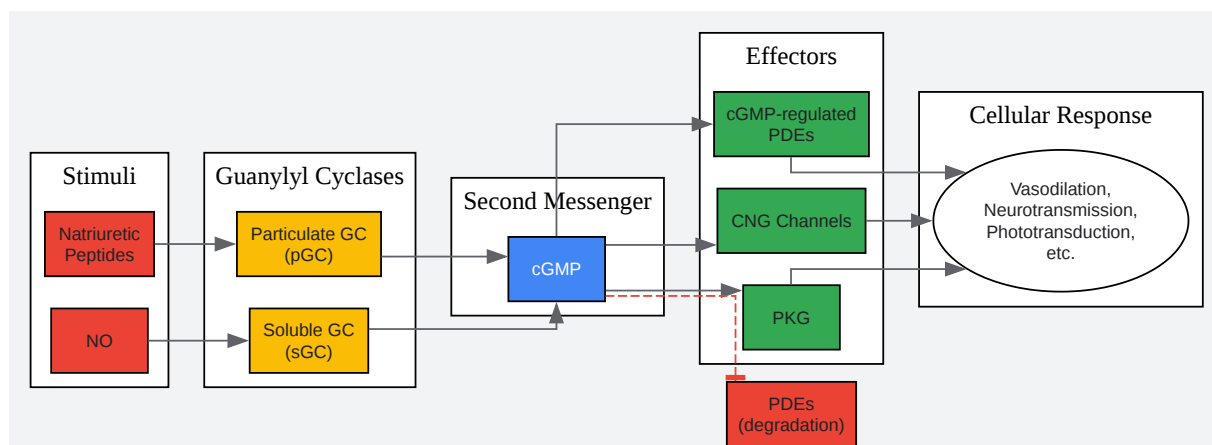 Stimuli
Natriuretic
Peptides
NO
Guanylyl Cyclases
Particulate GC
(pGC)
Soluble GC
(sGC)
Second Messenger
cGMP
Effectors
cGMP-regulated
PDEs
CNG Channels
PKG
PDEs
(degradation)
Cellular Response
Vasodilation,
Neurotransmission,
Phototransduction,
etc.